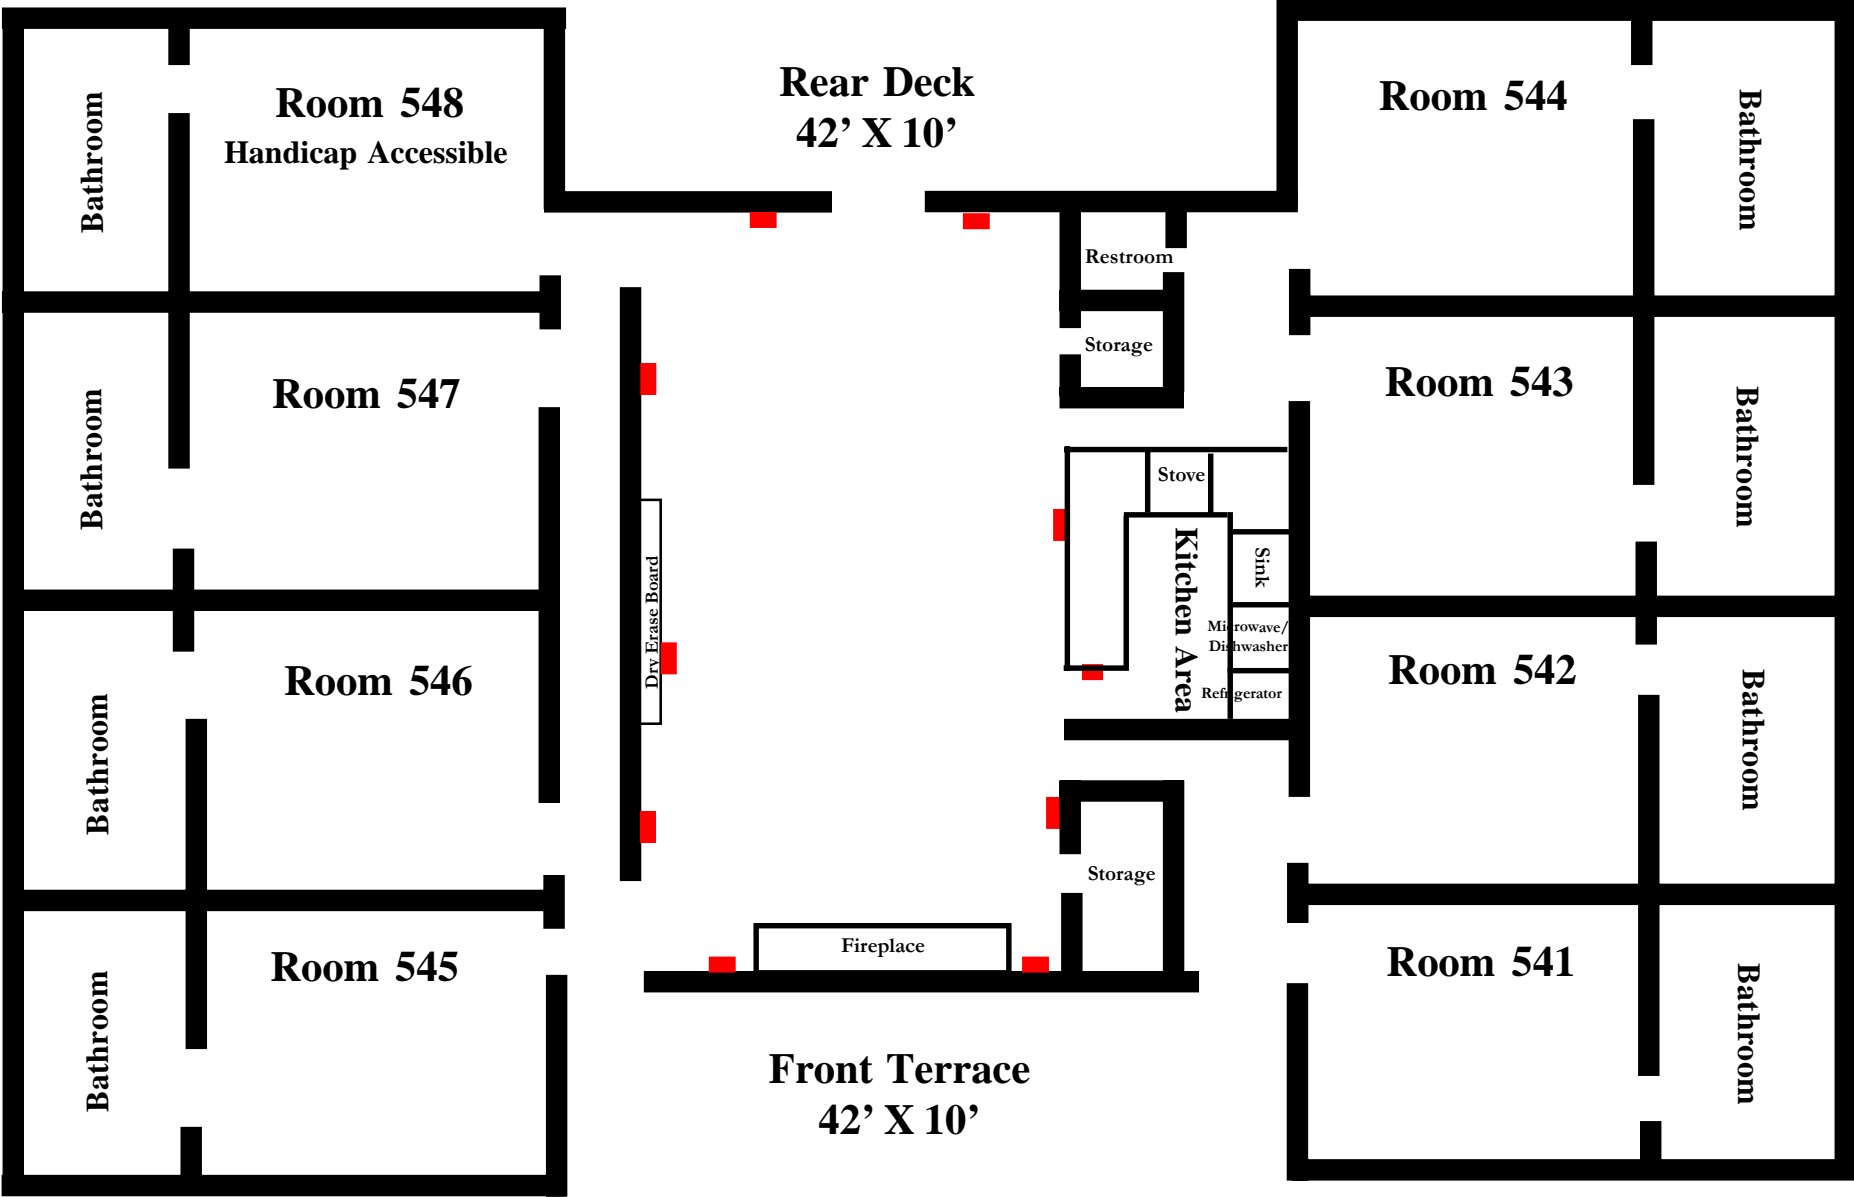 Rear Deck
42’ X 10’
Room 548
Handicap Accessible
Bathroom
Room 544
Bathroom
Restroom
Storage
Room 547
Bathroom
Room 543
Bathroom
Stove
Sink
Kitchen Area
Microwave/
Dishwasher
Refrigerator
Dry Erase Board
Room 546
Bathroom
Room 542
Bathroom
Storage
Fireplace
Room 545
Bathroom
Room 541
Bathroom
Front Terrace
42’ X 10’